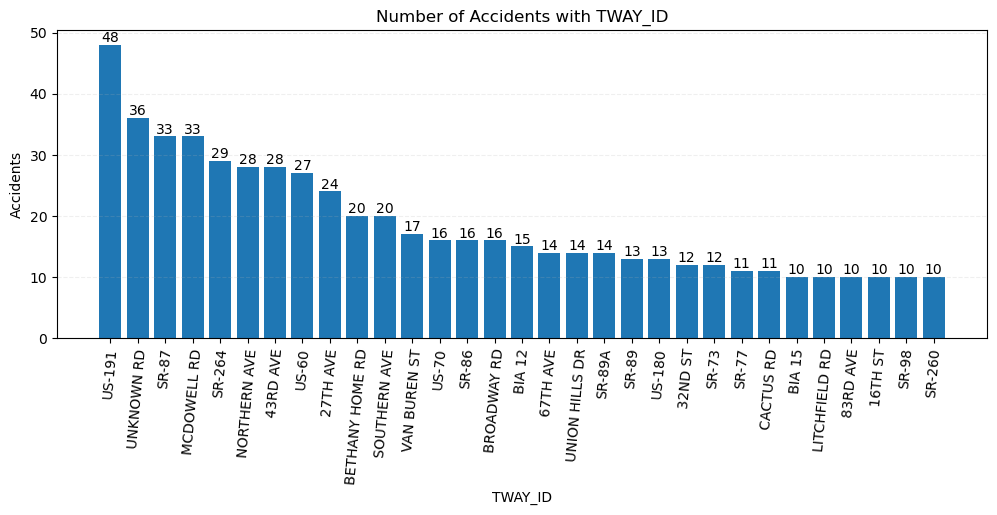 Number of Accidents with TWAY_ID
Accidents
50
40
30
20
10
0
48
36
33
33
29
28
28
27
24
20
20
17
16
16
16
15
14
14
14
13
13
12
12
11
11
10
10
10
10
10
10
US-191
UNKNOWN RD
SR-87
MCDOWELL RD
SR-264
NORTHERN AVE
43RD AVE
US-60
27TH AVE
BETHANY HOME RD
SOUTHERN AVE
VAN BUREN ST
US-70
SR-86
BROADWAY RD
BIA 12
67TH AVE
UNION HILLS DR
SR-89A
SR-89
US-180
32ND ST
SR-73
SR-77
CACTUS RD
BIA 15
LITCHFIELD RD
83RD AVE
16TH ST
SR-98
SR-260
TWAY_ID